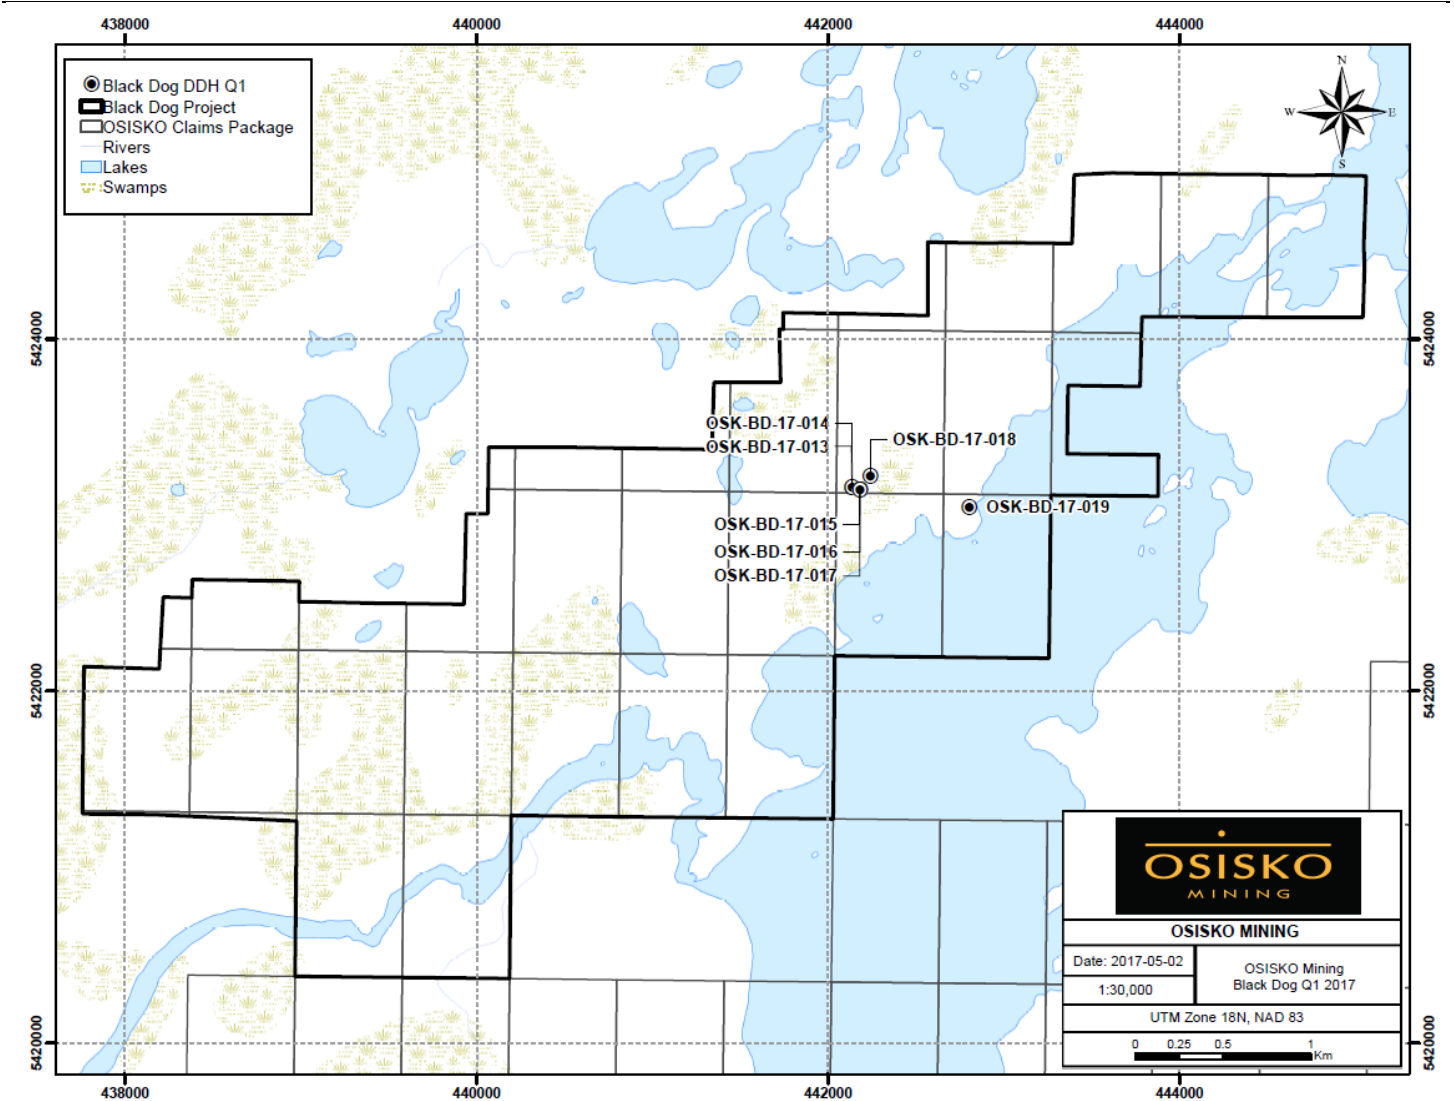 438000 440000 442000 444000
N
W E
S
Black Dog DDH Q1
Black Dog Project
OSISKO Claims Package
Rivers
Lakes
Swamps
5424000 5424000
OSK-BD-17-014
OSK-BD-17-018
OSK-BD-17-013
OSK-BD-17-019
OSK-BD-17-015
OSK-BD-17-016
OSK-BD-17-017
5422000 5422000
OSISKO
MINING
OSISKO MINING
Date: 2017-05-02
1:30,000
OSISKO Mining
Black Dog Q1 2017
UTM Zone 18N, NAD 83
0 0.25 0.5 1
Km
5420000 5420000
438000 440000 442000 444000